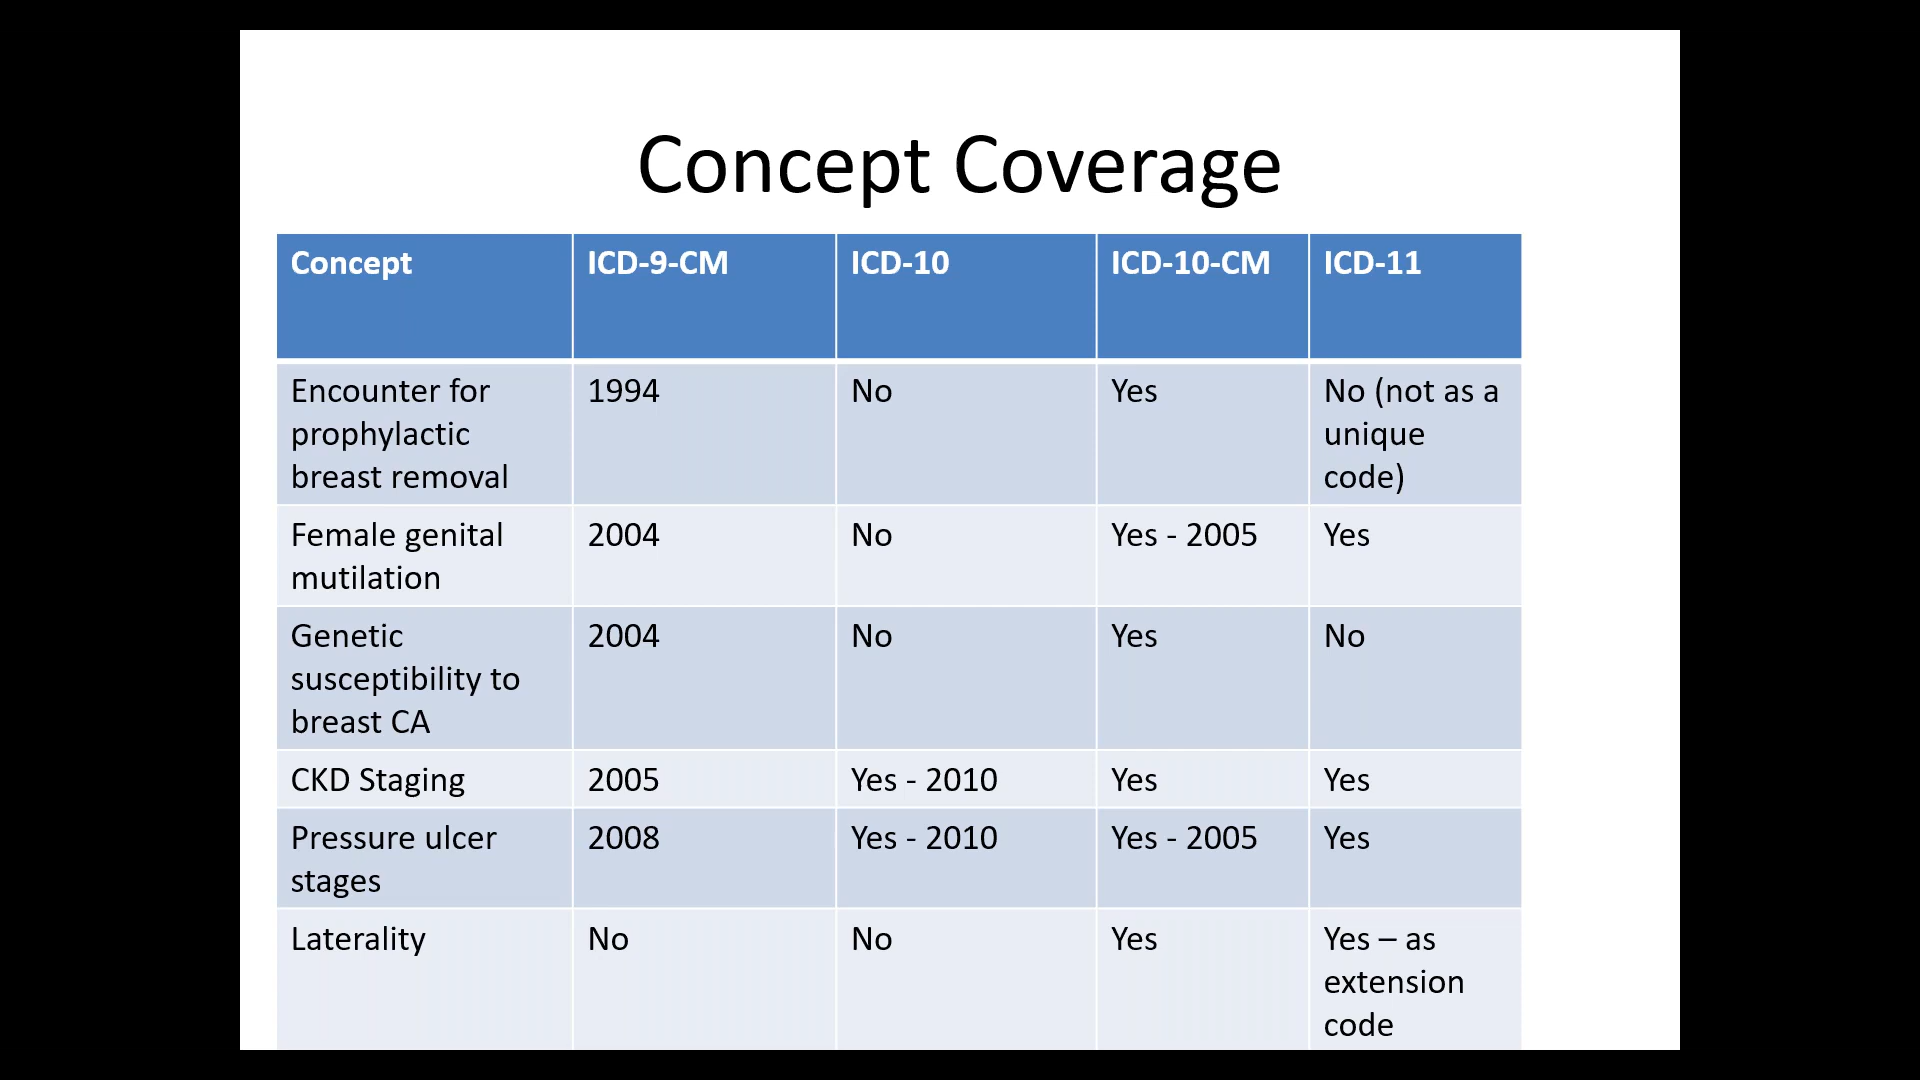 Concept Coverage
Concept ICD-9-CM ICD-10 ICD-10-CM ICD-11
Encounter for 1994 No Yes No (not as a
prophylactic unique
breast removal code)
Female genital 2004 No Yes - 2005 Yes
mutilation
Genetic 2004 No Yes No
susceptibility to
breast CA
CKD Staging 2005 Yes - 2010 Yes Yes
Pressure ulcer 2008 Yes - 2010 Yes - 2005 Yes
stages
Laterality No No Yes Yes – as
extension
code